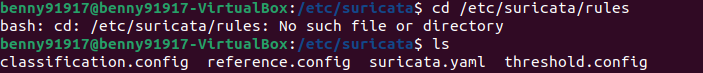 benny91917@benny91917-VirtualBox:/etc/suricata$ cd /etc/suricata/rules
bash: cd: /etc/suricata/rules: No such file or directory
benny91917@benny91917-VirtualBox:/etc/suricata$ ls
classification.config  reference.config  suricata.yaml  threshold.config